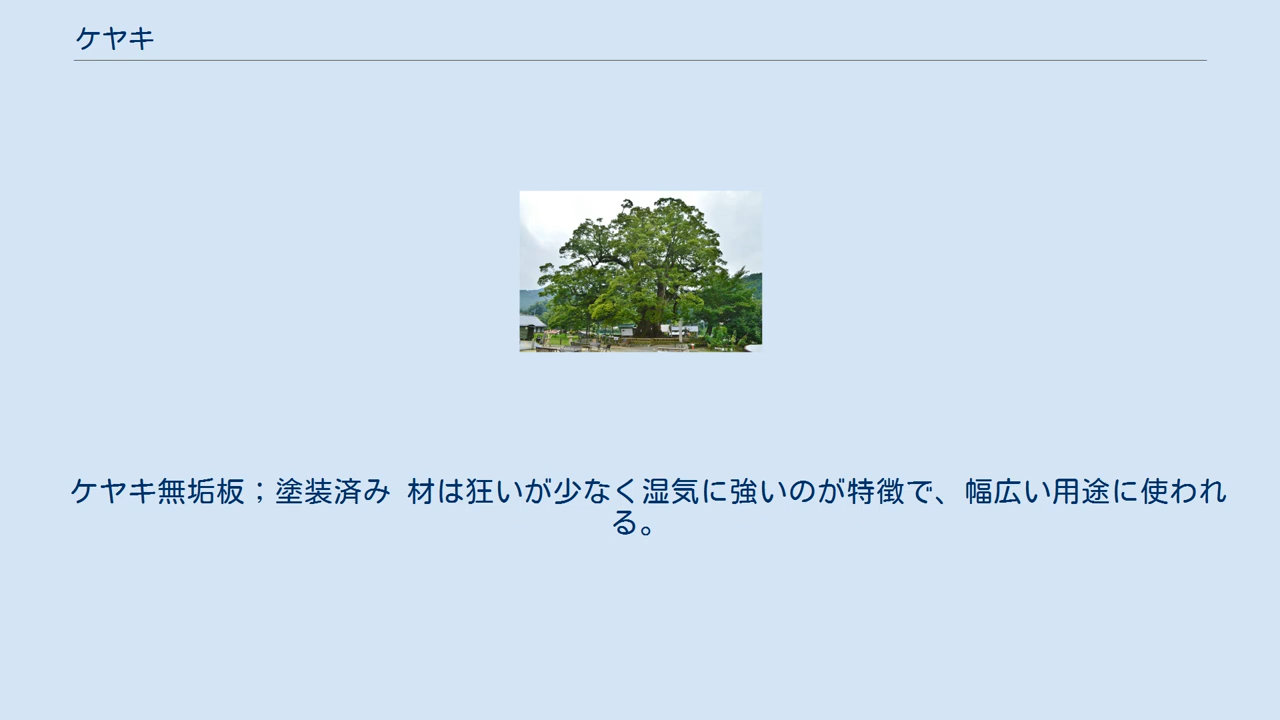 ケヤキ
ケヤキ無垢板；塗装済み 材は狂いが少なく湿気に強いのが特徴で、幅広い用途に使われ
る。